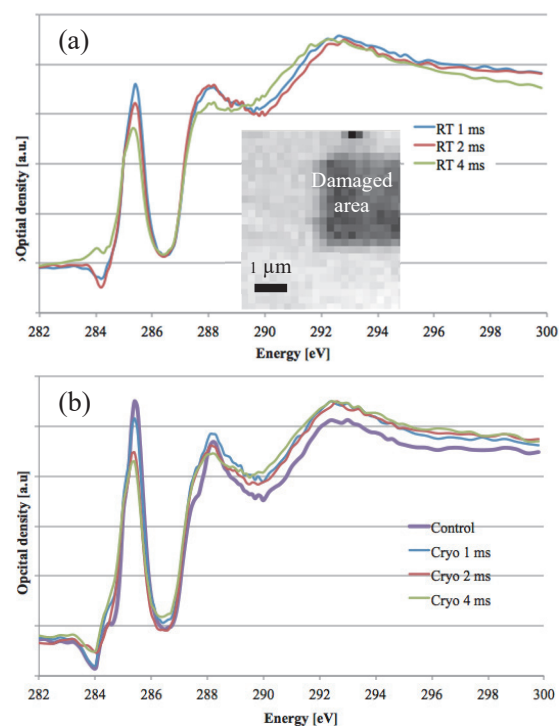 (a)
›Optial density [a.u.]
RT 1 ms
RT 2 ms
RT 4 ms
Damaged
area
1 µm
282 284 286 288 290 292 294 296 298 300
Energy [eV]
(b)
Opcital density [a.u]
Control
Cryo 1 ms
Cryo 2 ms
Cryo 4 ms
282 284 286 288 290 292 294 296 298 300
Energy [eV]